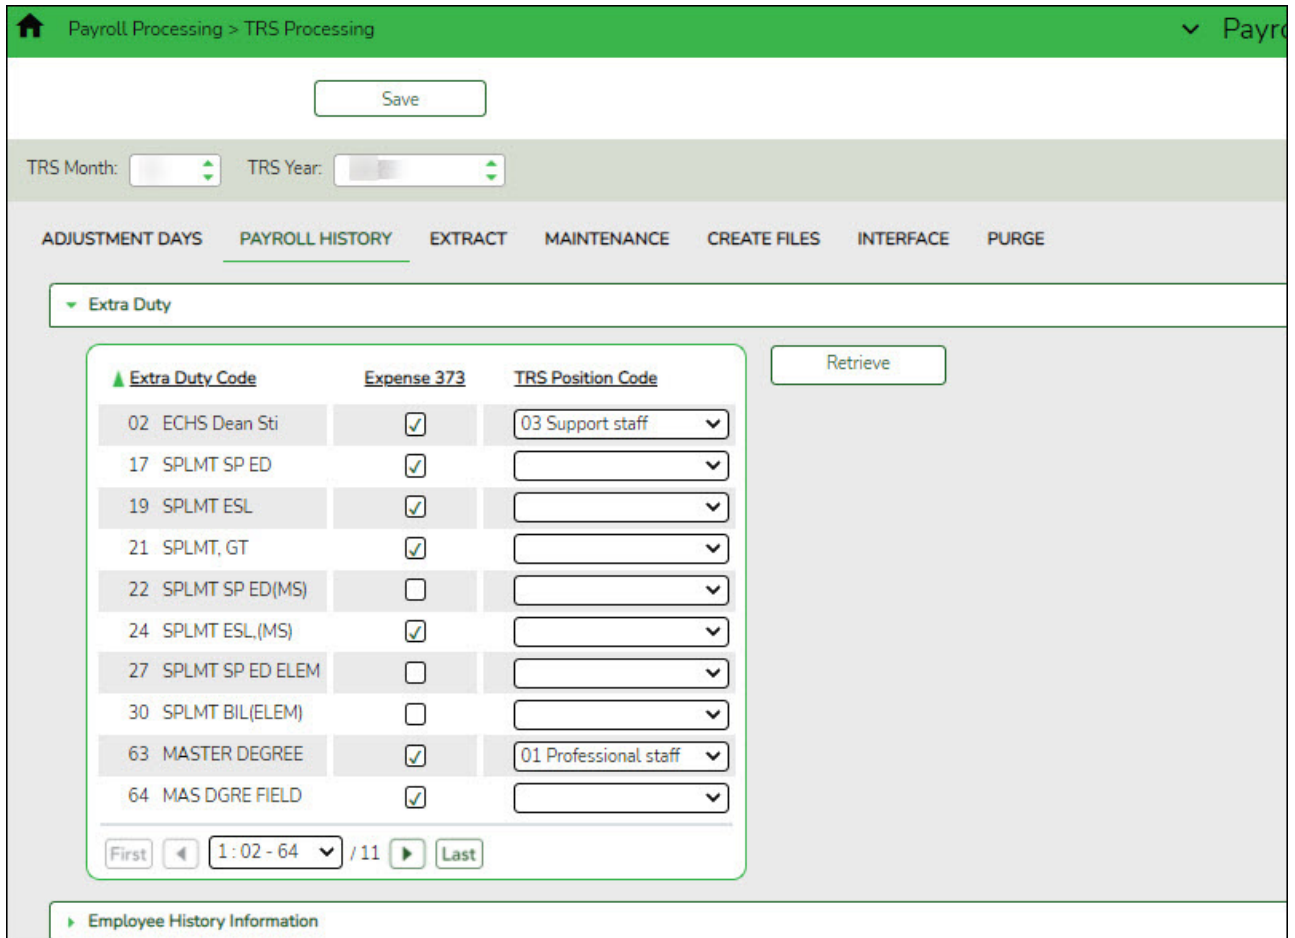 Payroll Processing > TRS Processing
Payro
Save
TRS Month:
TRS Year:
ADJUSTMENT DAYS PAYROLL HISTORY EXTRACT MAINTENANCE CREATE FILES INTERFACE PURGE
Extra Duty
Retrieve
Extra Duty Code Expense 373 TRS Position Code
02 ECHS Dean Sti 03 Support staff
17 SPLMT SP ED
19 SPLMT ESL
21 SPLMT, GT
22 SPLMT SP ED(MS)
24 SPLMT ESL,(MS)
27 SPLMT SP ED ELEM
30 SPLMT BIL(ELEM)
63 MASTER DEGREE 01 Professional staff
64 MAS DGRE FIELD
First 1 : 02 - 64 / 11 Last
Employee History Information